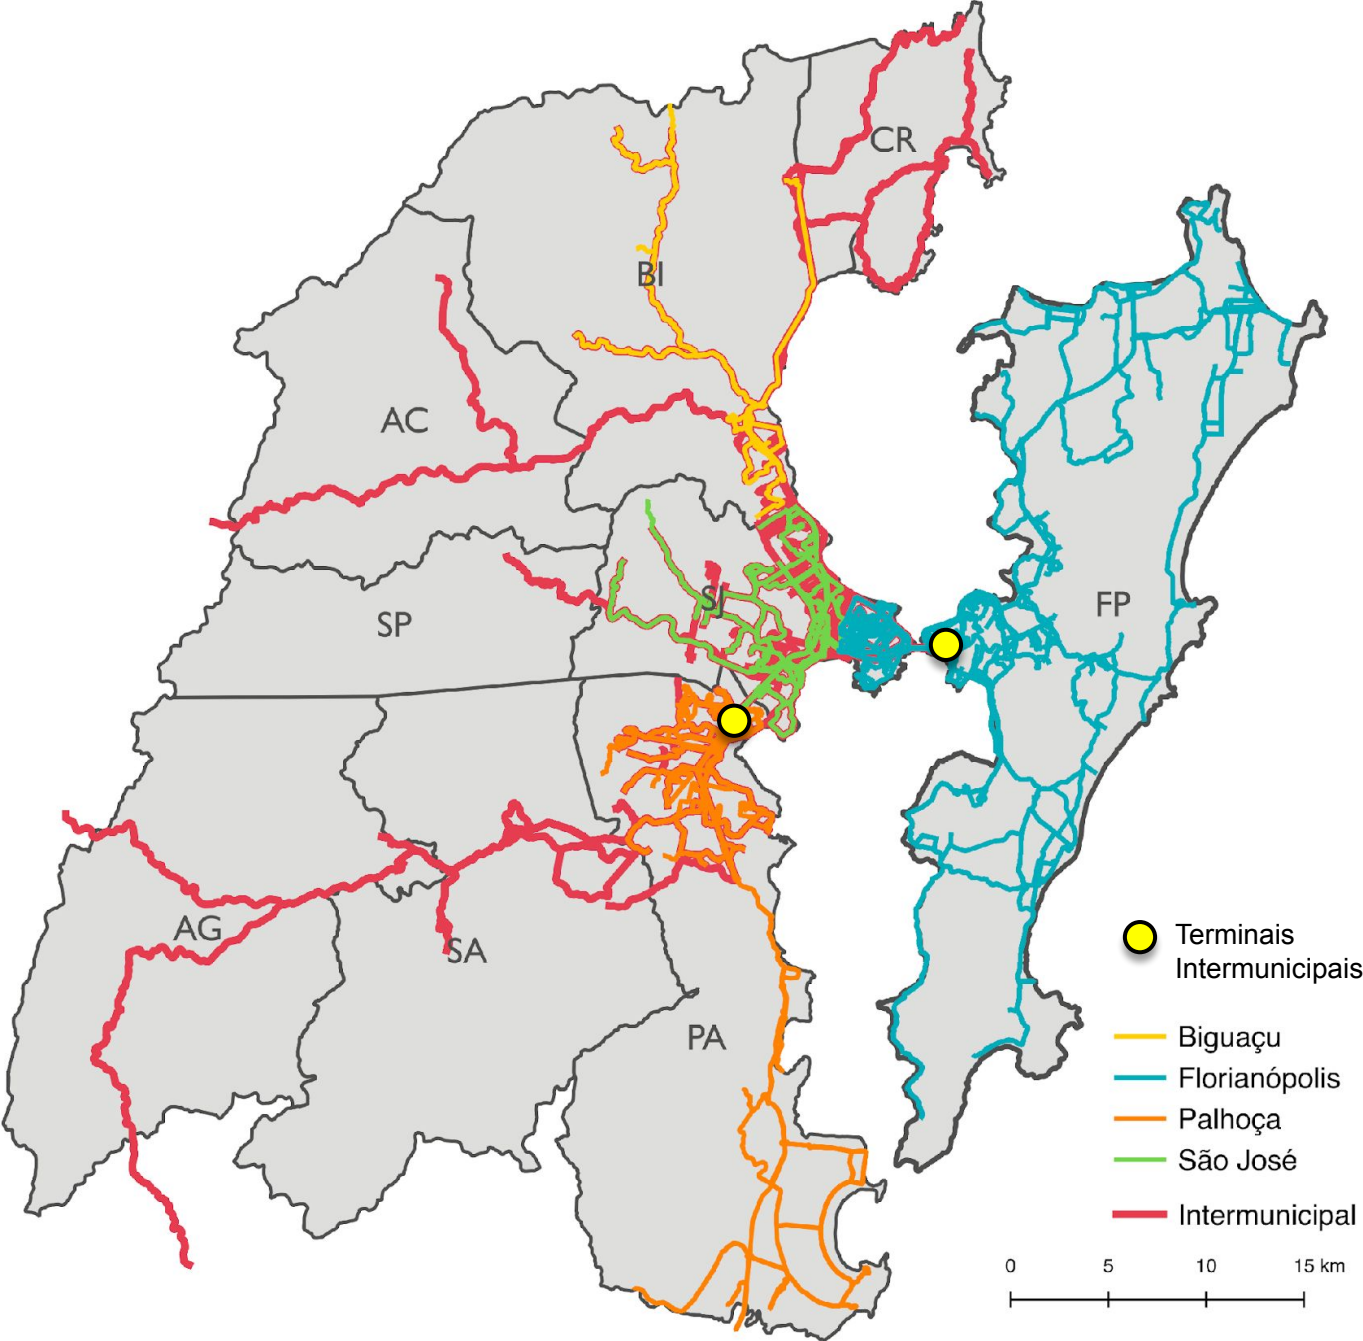 CR
BI
AC
SJ
FP
SP
AG
SA
PA
Terminais
Intermunicipais
Biguaçu
Florianópolis
Palhoça
São José
Intermunicipal
0 5 10 15 km